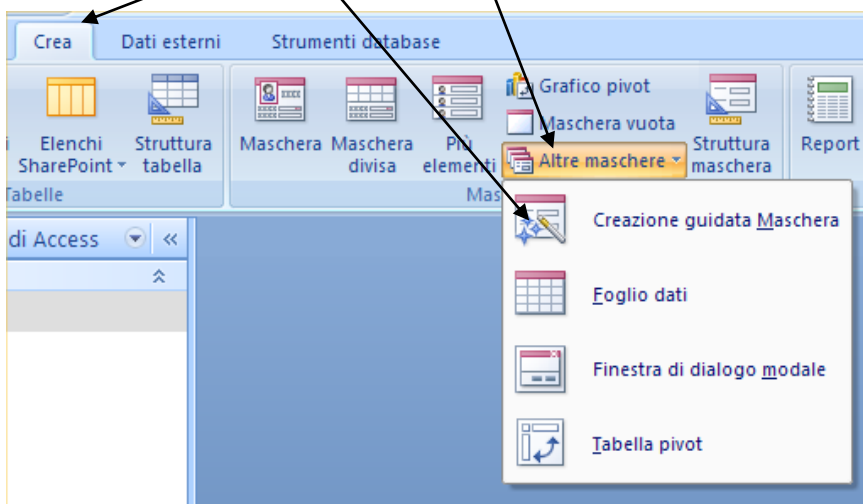 Crea Dati esterni Strumenti database
Grafico pivot
Maschera vuota
Elenchi Struttura Maschera Maschera Più Struttura Report
SharePoint tabella divisa elementi Altre maschere maschera
Tabelle Mas
di Access
Creazione guidata Maschera
Foglio dati
Finestra di dialogo modale
Tabella pivot